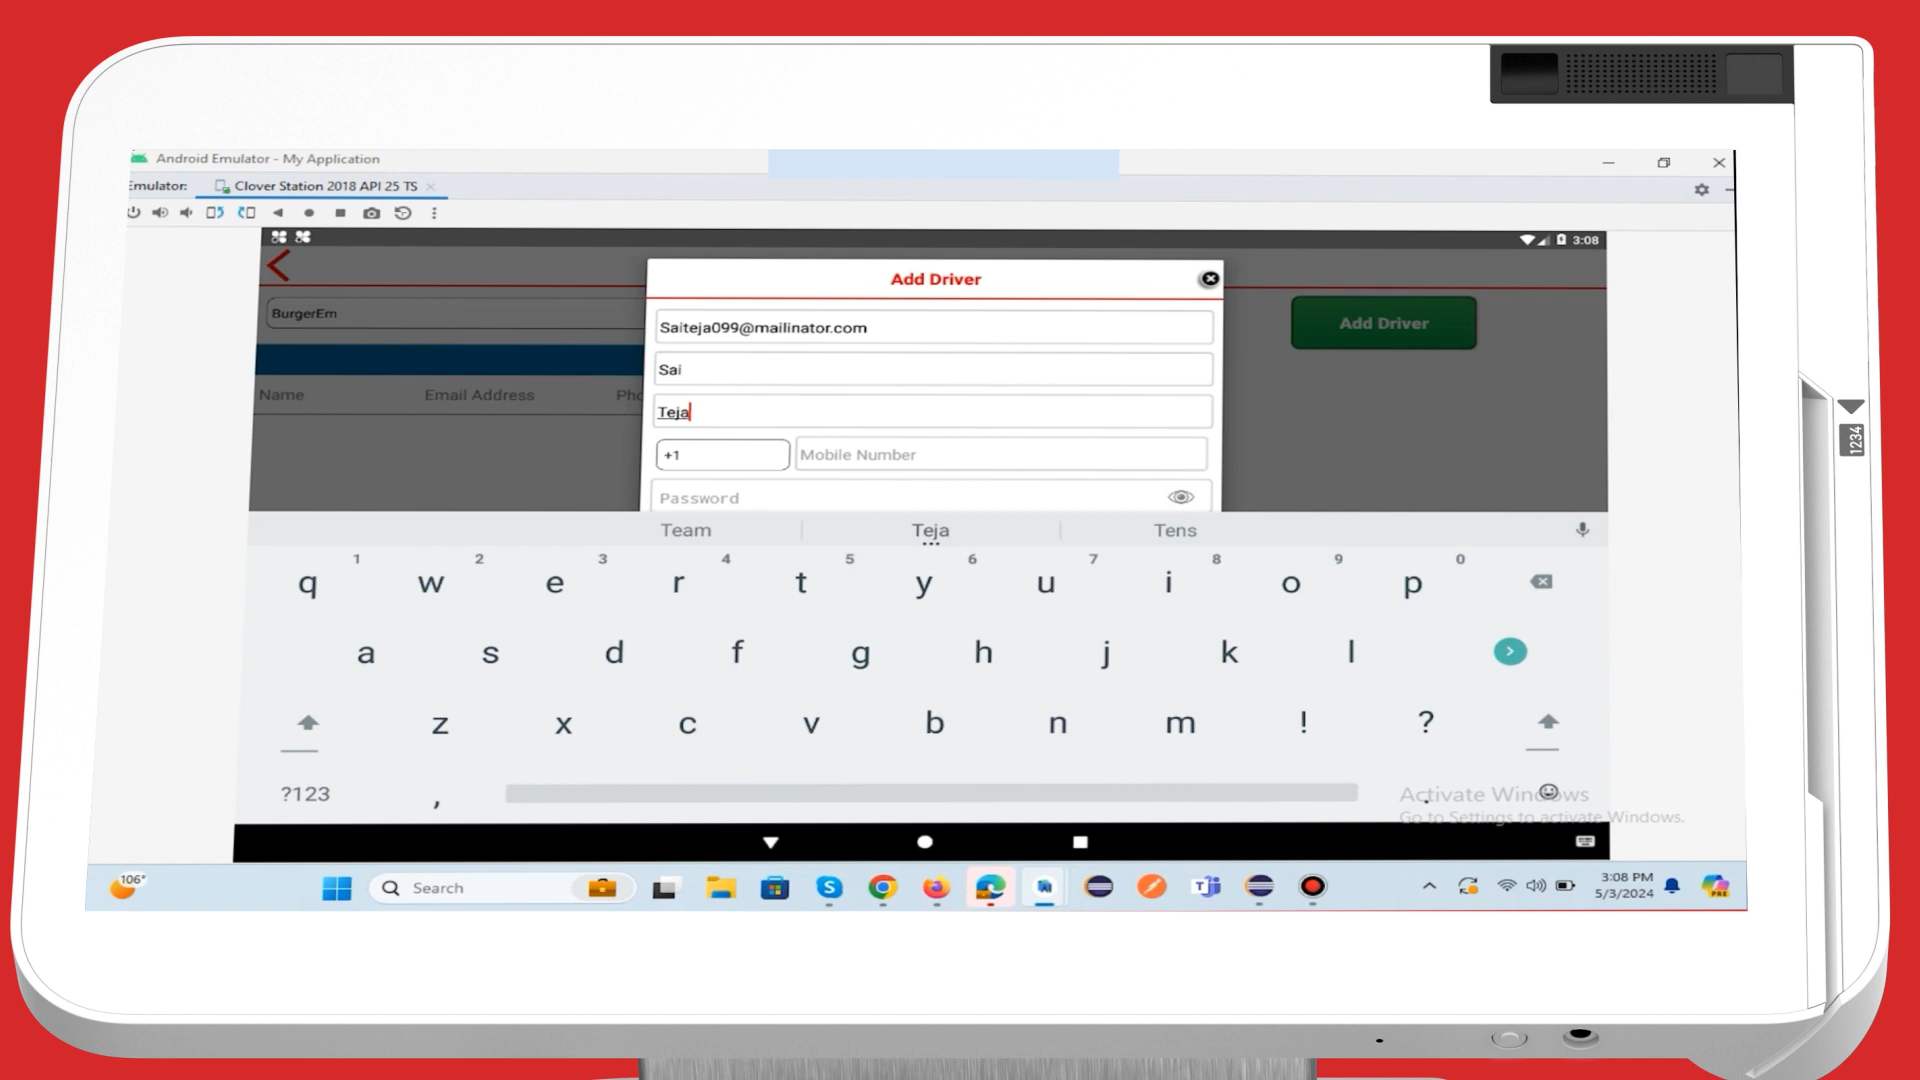 Android Emulator - My Application
Emulator: Clover Station 2018 API 25 TS
3:08
Add Driver
BurgerEm
Saiteja099@mailinator.com
Add Driver
Sai
Name Email Address Pho
Teja
+1 Mobile Number
Password
Team Teja Tens
1 2 3 4 5 6 7 8 9 0
q w e r t y u i o p
a s d f g h j k l
z x c v b n m ! ?
?123 , .
Activate Windows
Go to Settings to activate Windows.
1234
106°
Search
3:08 PM
5/3/2024
PRE